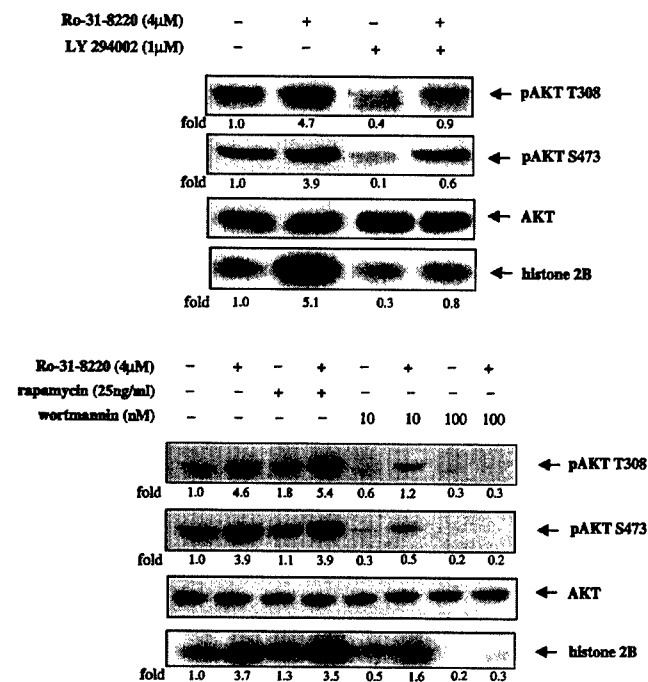 Ro-31-8220 (4µM) – + – +
LY 294002 (1µM) – – + +
pAKT T308
fold 1.0 4.7 0.4 0.9
pAKT S473
fold 1.0 3.9 0.1 0.6
AKT
histone 2B
fold 1.0 5.1 0.3 0.8
Ro-31-8220 (4µM) – + – + – + – +
rapamycin (25ng/ml) – – + + – – – –
wortmannin (nM) – – – – 10 10 100 100
pAKT T308
fold 1.0 4.6 1.8 5.4 0.6 1.2 0.3 0.3
pAKT S473
fold 1.0 3.9 1.1 3.9 0.3 0.5 0.2 0.2
AKT
histone 2B
fold 1.0 3.7 1.3 3.5 0.5 1.6 0.2 0.3